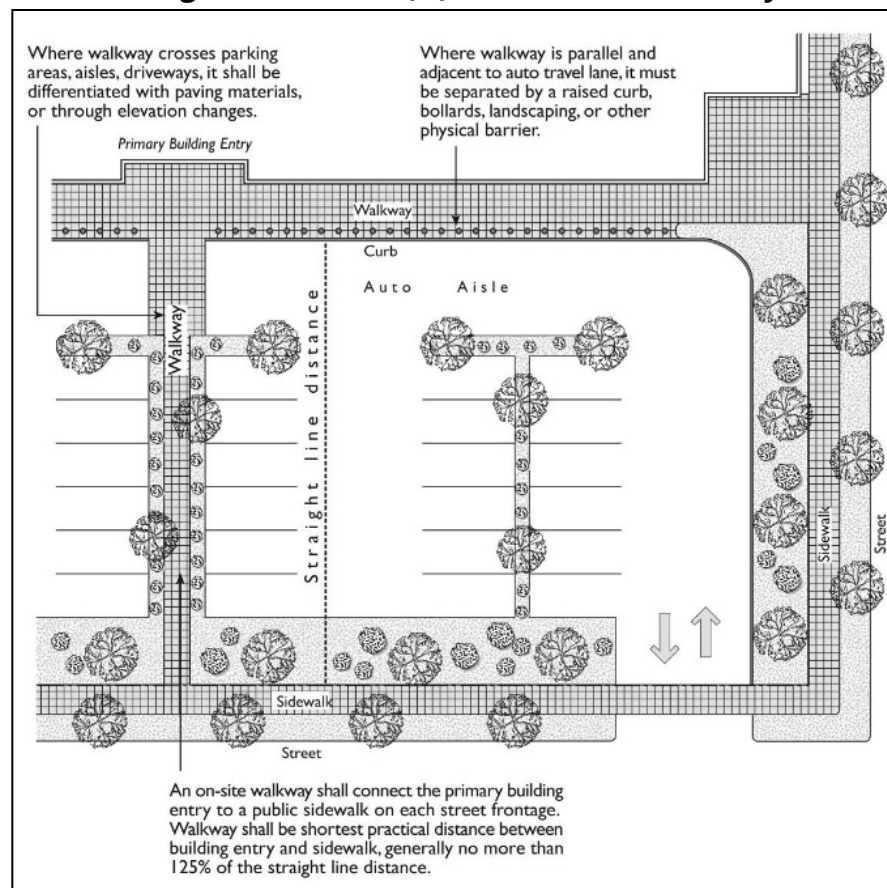 Where walkway crosses parking
areas, aisles, driveways, it shall be
differentiated with paving materials,
or through elevation changes.
Where walkway is parallel and
adjacent to auto travel lane, it must
be separated by a raised curb,
bollards, landscaping, or other
physical barrier.
Primary Building Entry
Walkway
Curb
Auto Aisle
Walkway
Straight line distance
Sidewalk
Street
Sidewalk
Street
An on-site walkway shall connect the primary building
entry to a public sidewalk on each street frontage.
Walkway shall be shortest practical distance between
building entry and sidewalk, generally no more than
125% of the straight line distance.